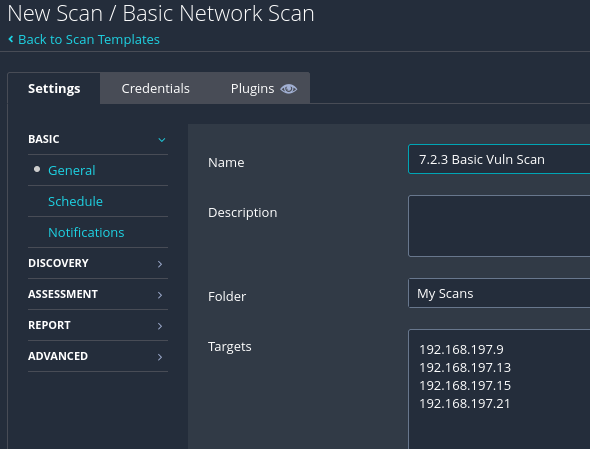 New Scan / Basic Network Scan
Back to Scan Templates
Settings Credentials Plugins
BASIC
General
Schedule
Notifications
DISCOVERY
ASSESSMENT
REPORT
ADVANCED
Name 7.2.3 Basic Vuln Scan
Description
Folder My Scans
Targets 192.168.197.9
192.168.197.13
192.168.197.15
192.168.197.21